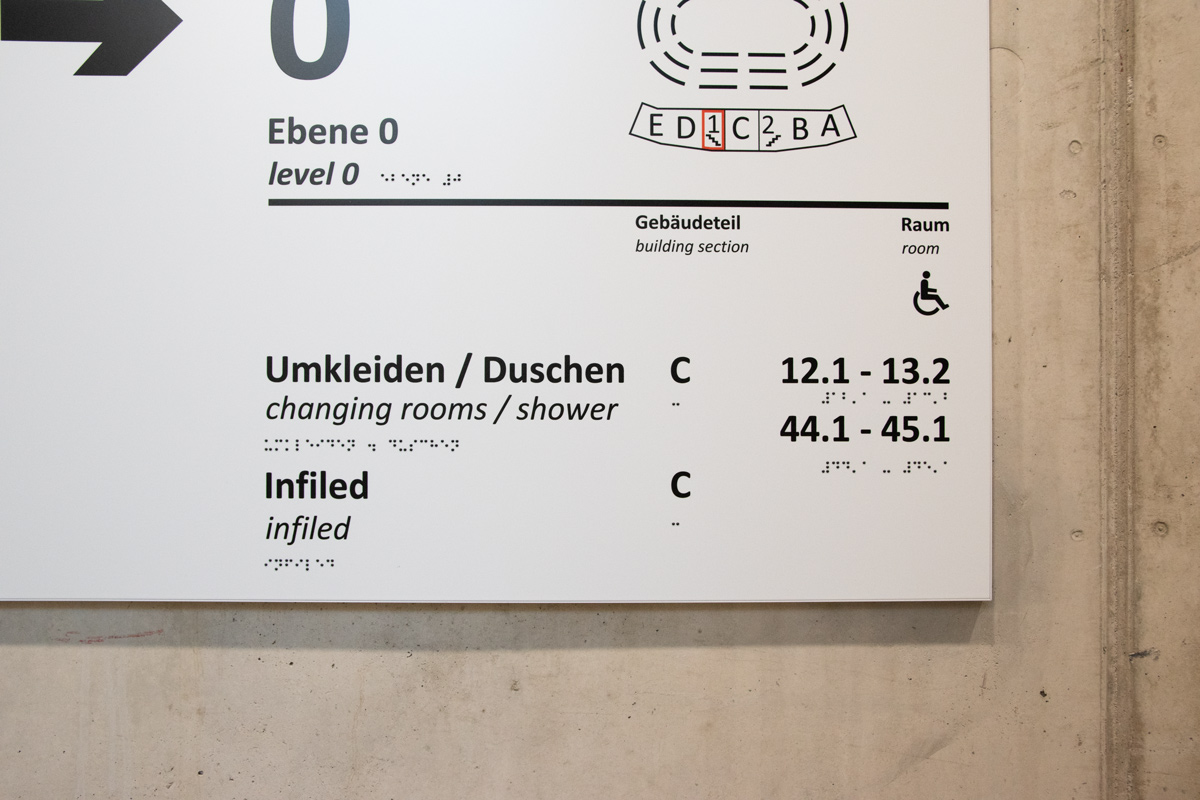 0
Ebene 0
level 0 ⠑⠃⠑⠝⠑ ⠼⠚
E D 1 C 2 B A
Gebäudeteil Raum
building section room
Umkleiden / Duschen C 12.1 - 13.2
changing rooms / shower
44.1 - 45.1
Infiled C
infiled